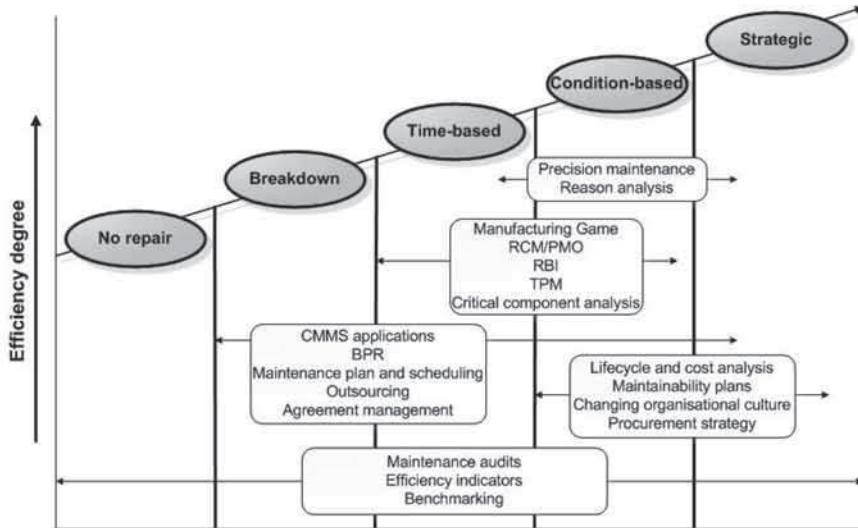 Strategic
Condition-based
Time-based
Breakdown
No repair
Efficiency degree
Precision maintenance
Reason analysis
Manufacturing Game
RCM/PMO
RBI
TPM
Critical component analysis
CMMS applications
BPR
Maintenance plan and scheduling
Outsourcing
Agreement management
Lifecycle and cost analysis
Maintainability plans
Changing organisational culture
Procurement strategy
Maintenance audits
Efficiency indicators
Benchmarking